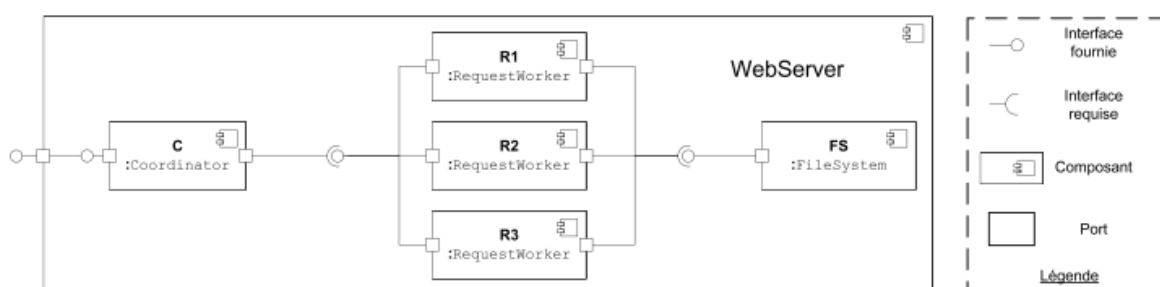 WebServer
R1
:RequestWorker
C
:Coordinator
R2
:RequestWorker
FS
:FileSystem
R3
:RequestWorker
Interface
fournie
Interface
requise
Composant
Port
Légende